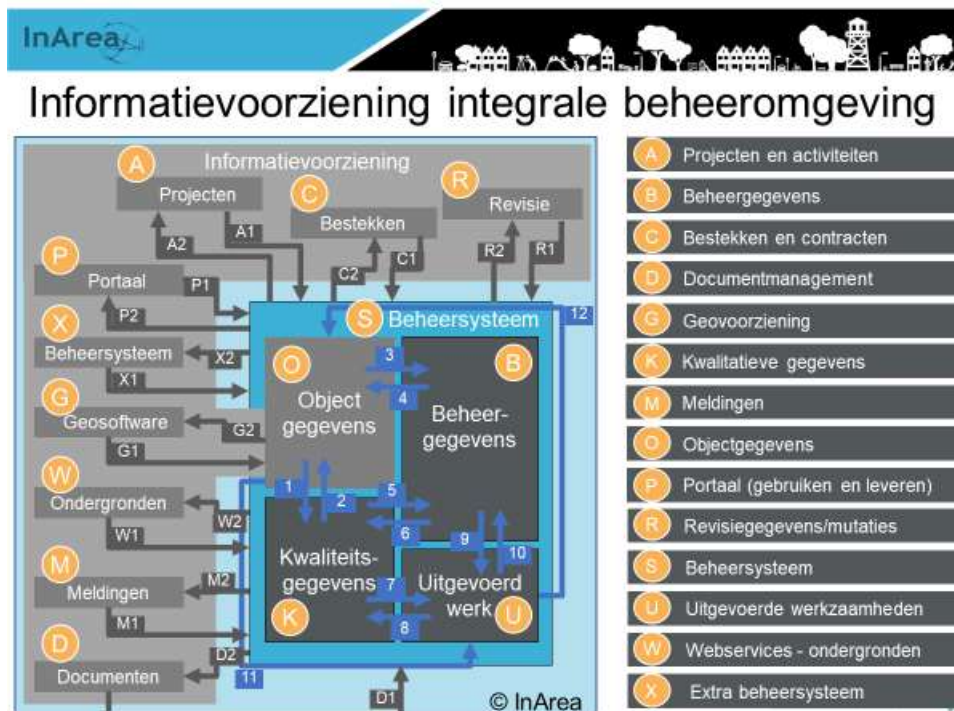 InArea
Informatievoorziening integrale beheeromgeving
Informatievoorziening
A
Projecten
A2
A1
C
Bestekken
C2
C1
R
Revisie
R2
R1
P
Portaal
P1
P2
X
Beheersysteem
X2
X1
G
Geosoftware
G2
G1
W
Ondergronden
W2
W1
M
Meldingen
M2
M1
D
Documenten
D2
D1
S
Beheersysteem
12
O
Object
gegevens
3
4
B
Beheer-
gegevens
1
2
5
6
9
10
Kwaliteits-
gegevens
K
7
8
Uitgevoerd
werk
U
11
© InArea
A Projecten en activiteiten
B Beheergegevens
C Bestekken en contracten
D Documentmanagement
G Geovoorziening
K Kwalitatieve gegevens
M Meldingen
O Objectgegevens
P Portaal (gebruiken en leveren)
R Revisiegegevens/mutaties
S Beheersysteem
U Uitgevoerde werkzaamheden
W Webservices - ondergronden
X Extra beheersysteem